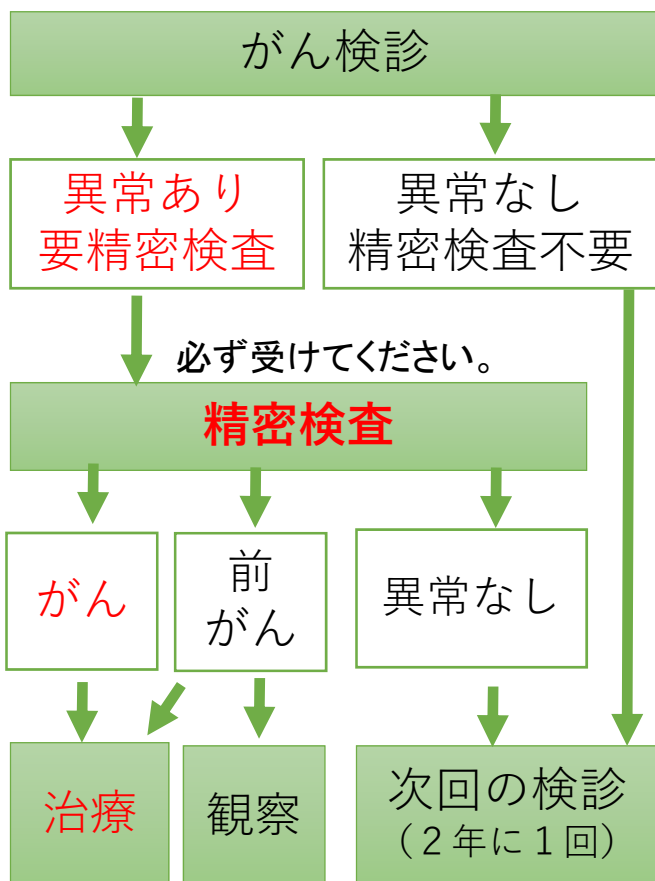 がん検診
異常あり
要精密検査
異常なし
精密検査不要
必ず受けてください。
精密検査
がん
前
がん
異常なし
治療
観察
次回の検診
（２年に１回）